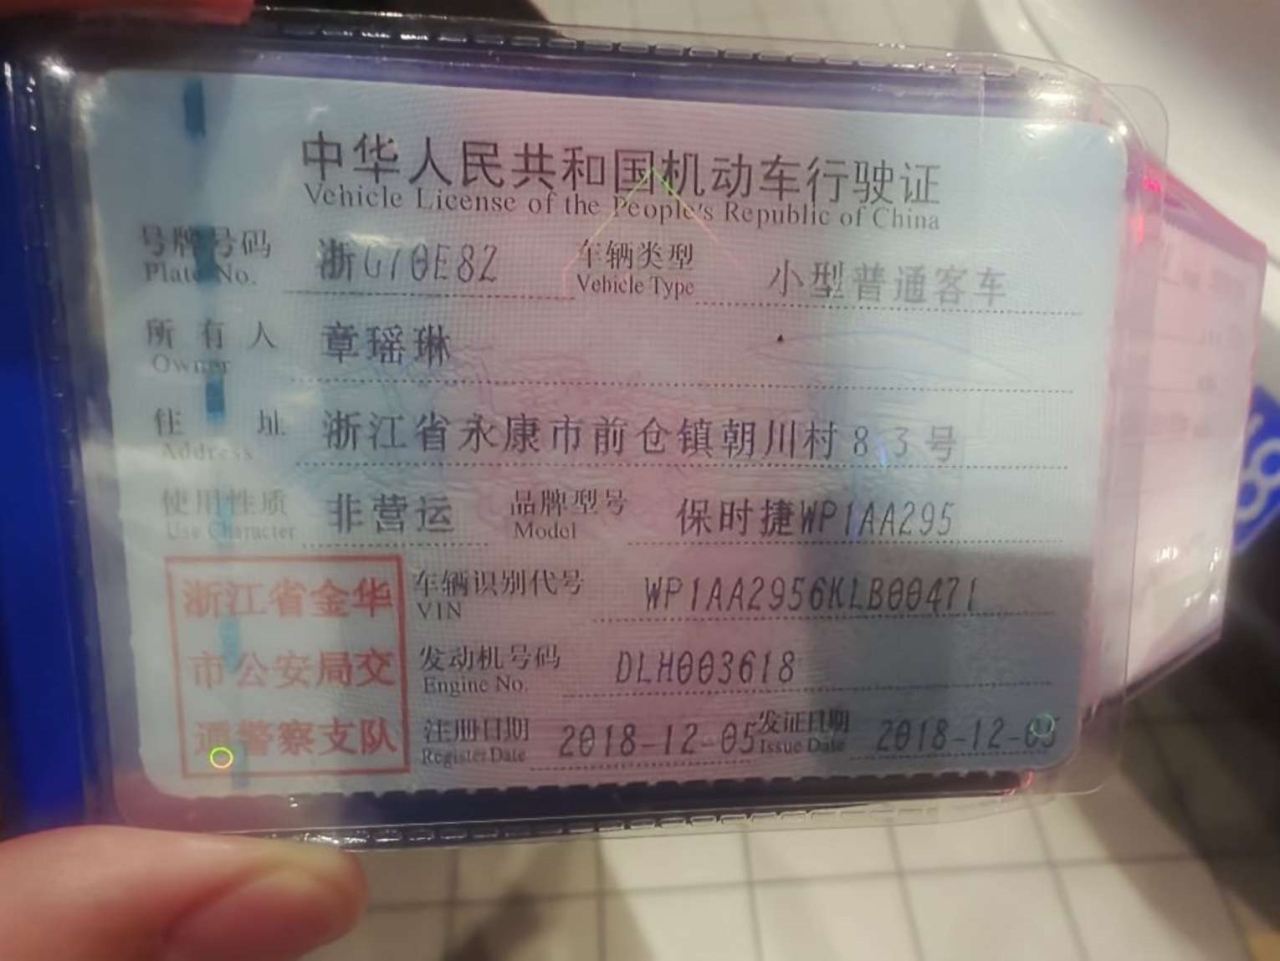 中华人民共和国机动车行驶证
Vehicle License of the People's Republic of China
号牌号码 浙G70E82 车辆类型 小型普通客车
Plate No. Vehicle Type
所有人 章瑶琳
Owner
住址 浙江省永康市前仓镇朝川村83号
Address
使用性质 非营运 品牌型号 保时捷WP1AA295
Use Character Model
浙江省金华
市公安局交
通警察支队
车辆识别代号 WP1AA2956KLB00471
VIN
发动机号码 DLH003618
Engine No.
注册日期 2018-12-05 发证日期 2018-12-05
Register Date Issue Date